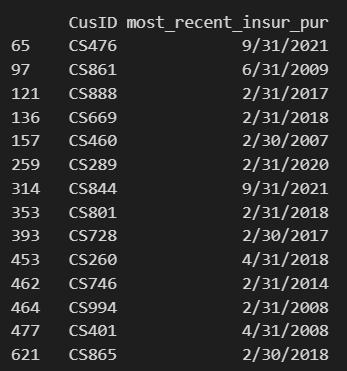 CusID most_recent_insur_pur
65 CS476 9/31/2021
97 CS861 6/31/2009
121 CS888 2/31/2017
136 CS669 2/31/2018
157 CS460 2/30/2007
259 CS289 2/31/2020
314 CS844 9/31/2021
353 CS801 2/31/2018
393 CS728 2/30/2017
453 CS260 4/31/2018
462 CS746 2/31/2014
464 CS994 2/31/2008
477 CS401 4/31/2008
621 CS865 2/30/2018